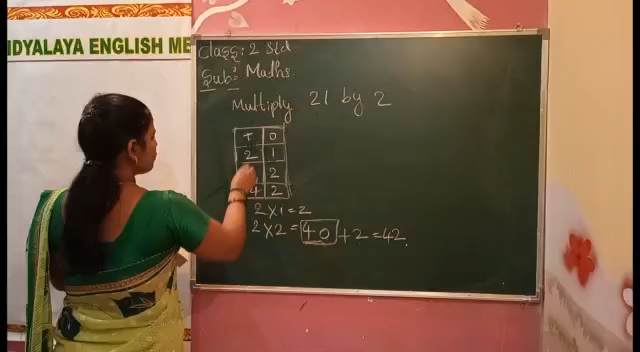 IDYALAYA ENGLISH ME
Class: 2 Std
Sub: Maths
Multiply 21 by 2
T O
2 1
2
4 2
2×1=2
2×2=40+2=42.